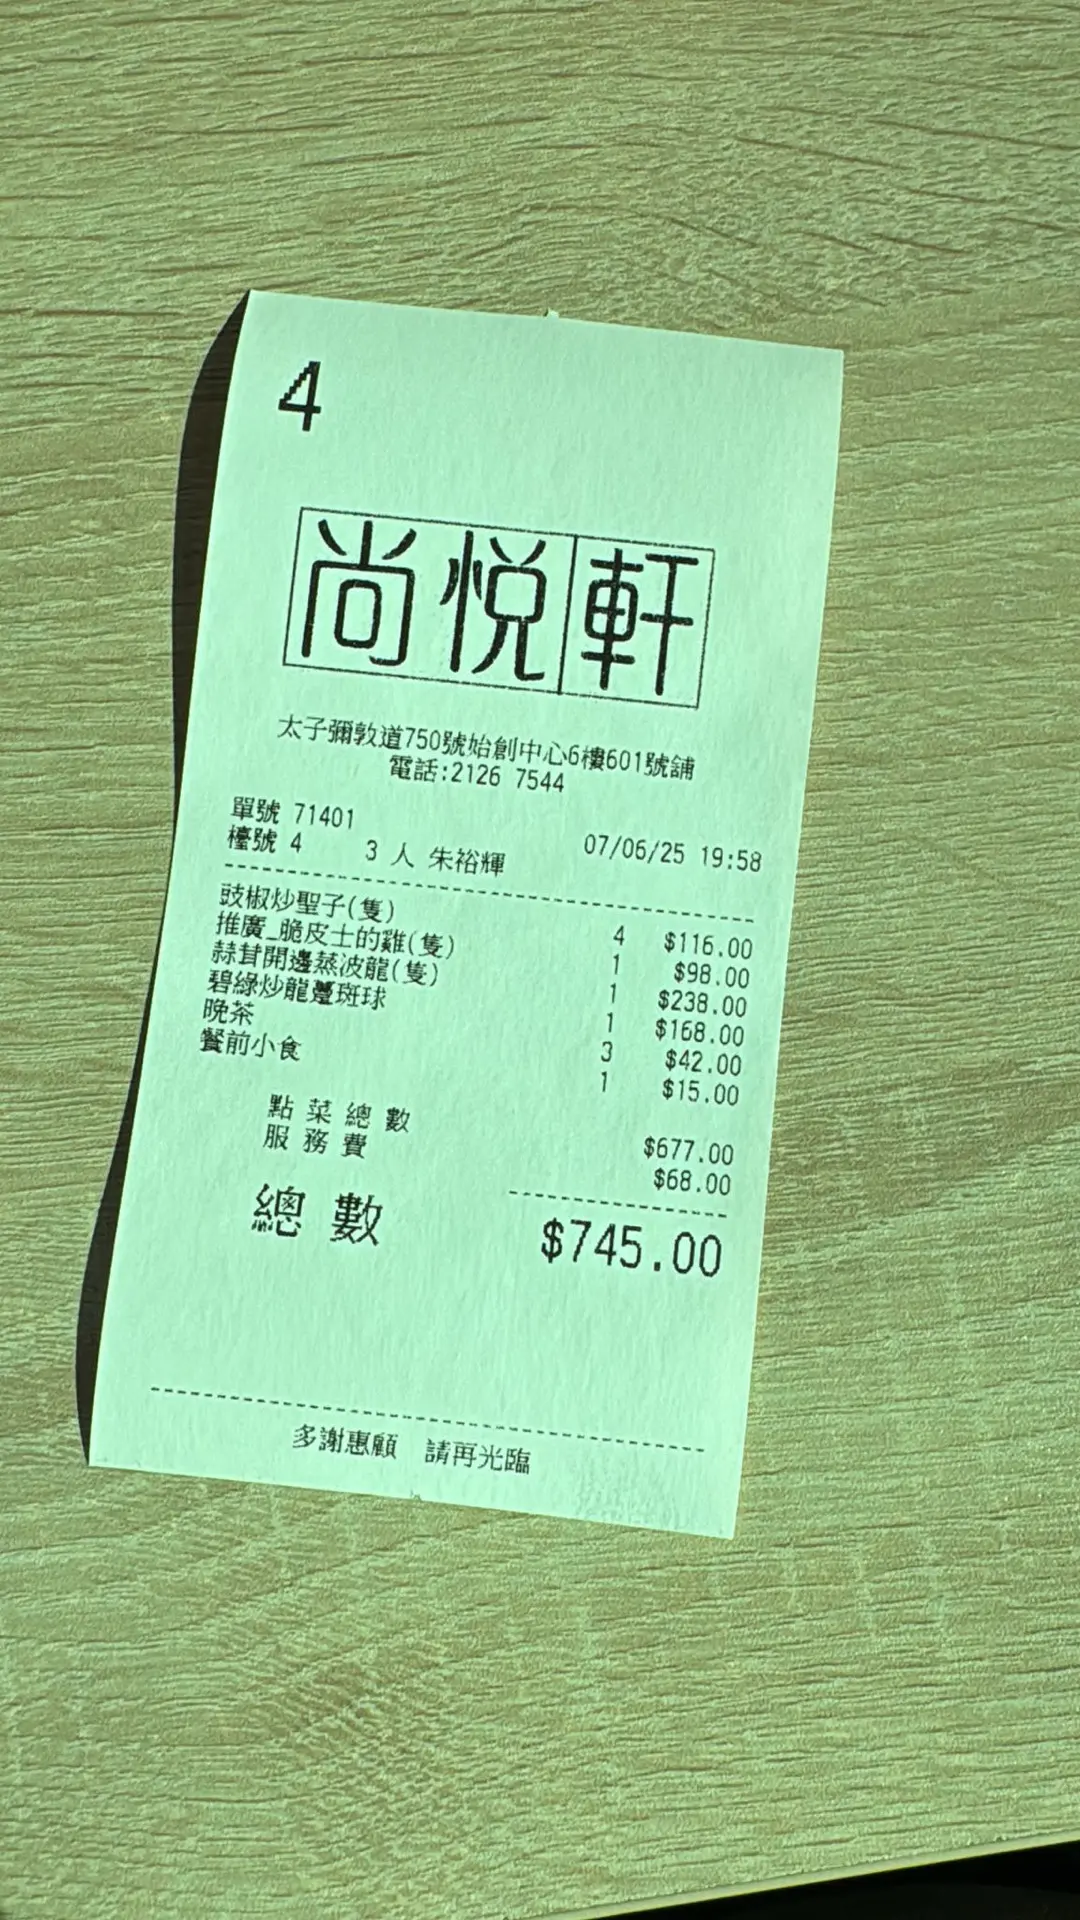 4
尚悅軒
太子彌敦道750號始創中心6樓601號舖
電話:2126 7544
單號 71401
檯號 4 3 人 朱裕輝 07/06/25 19:58
豉椒炒聖子(隻) 4 $116.00
推廣_脆皮士的雞(隻) 1 $98.00
蒜茸開邊蒸波龍(隻) 1 $238.00
碧綠炒龍躉斑球 1 $168.00
晚茶 3 $42.00
餐前小食 1 $15.00
點菜總數 $677.00
服務費 $68.00
總數 $745.00
多謝惠顧 請再光臨